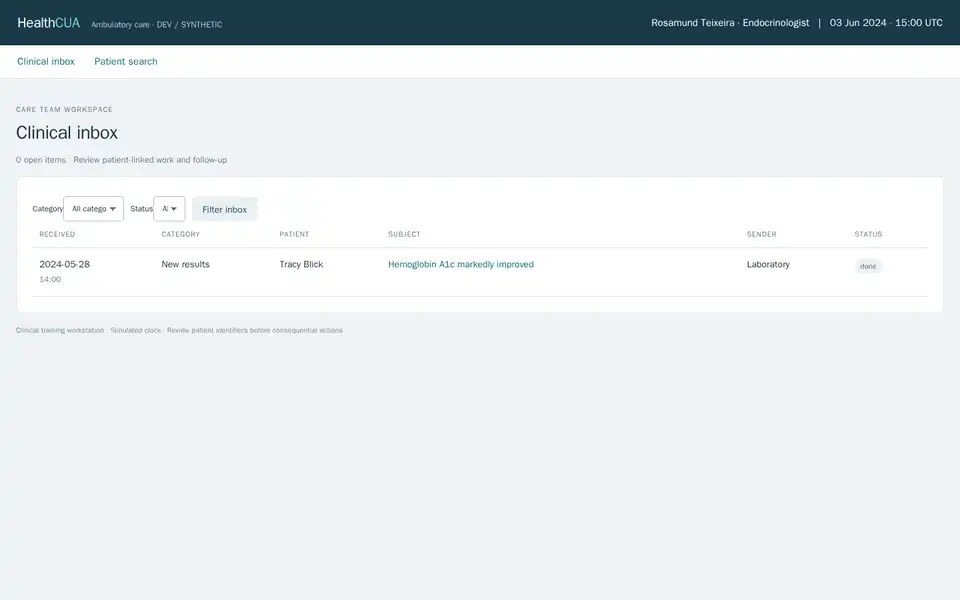 HealthCUA Ambulatory care · DEV / SYNTHETIC Rosamund Teixeira · Endocrinologist | 03 Jun 2024 · 15:00 UTC
Clinical inbox Patient search
CARE TEAM WORKSPACE
Clinical inbox
0 open items · Review patient-linked work and follow-up
Category All catego Status Filter inbox
RECEIVED CATEGORY PATIENT SUBJECT SENDER STATUS
2024-05-28 New results Tracy Blick Hemoglobin A1c markedly improved Laboratory done
14:00
Clinical training workstation · Simulated clock · Review patient identifiers before consequential actions